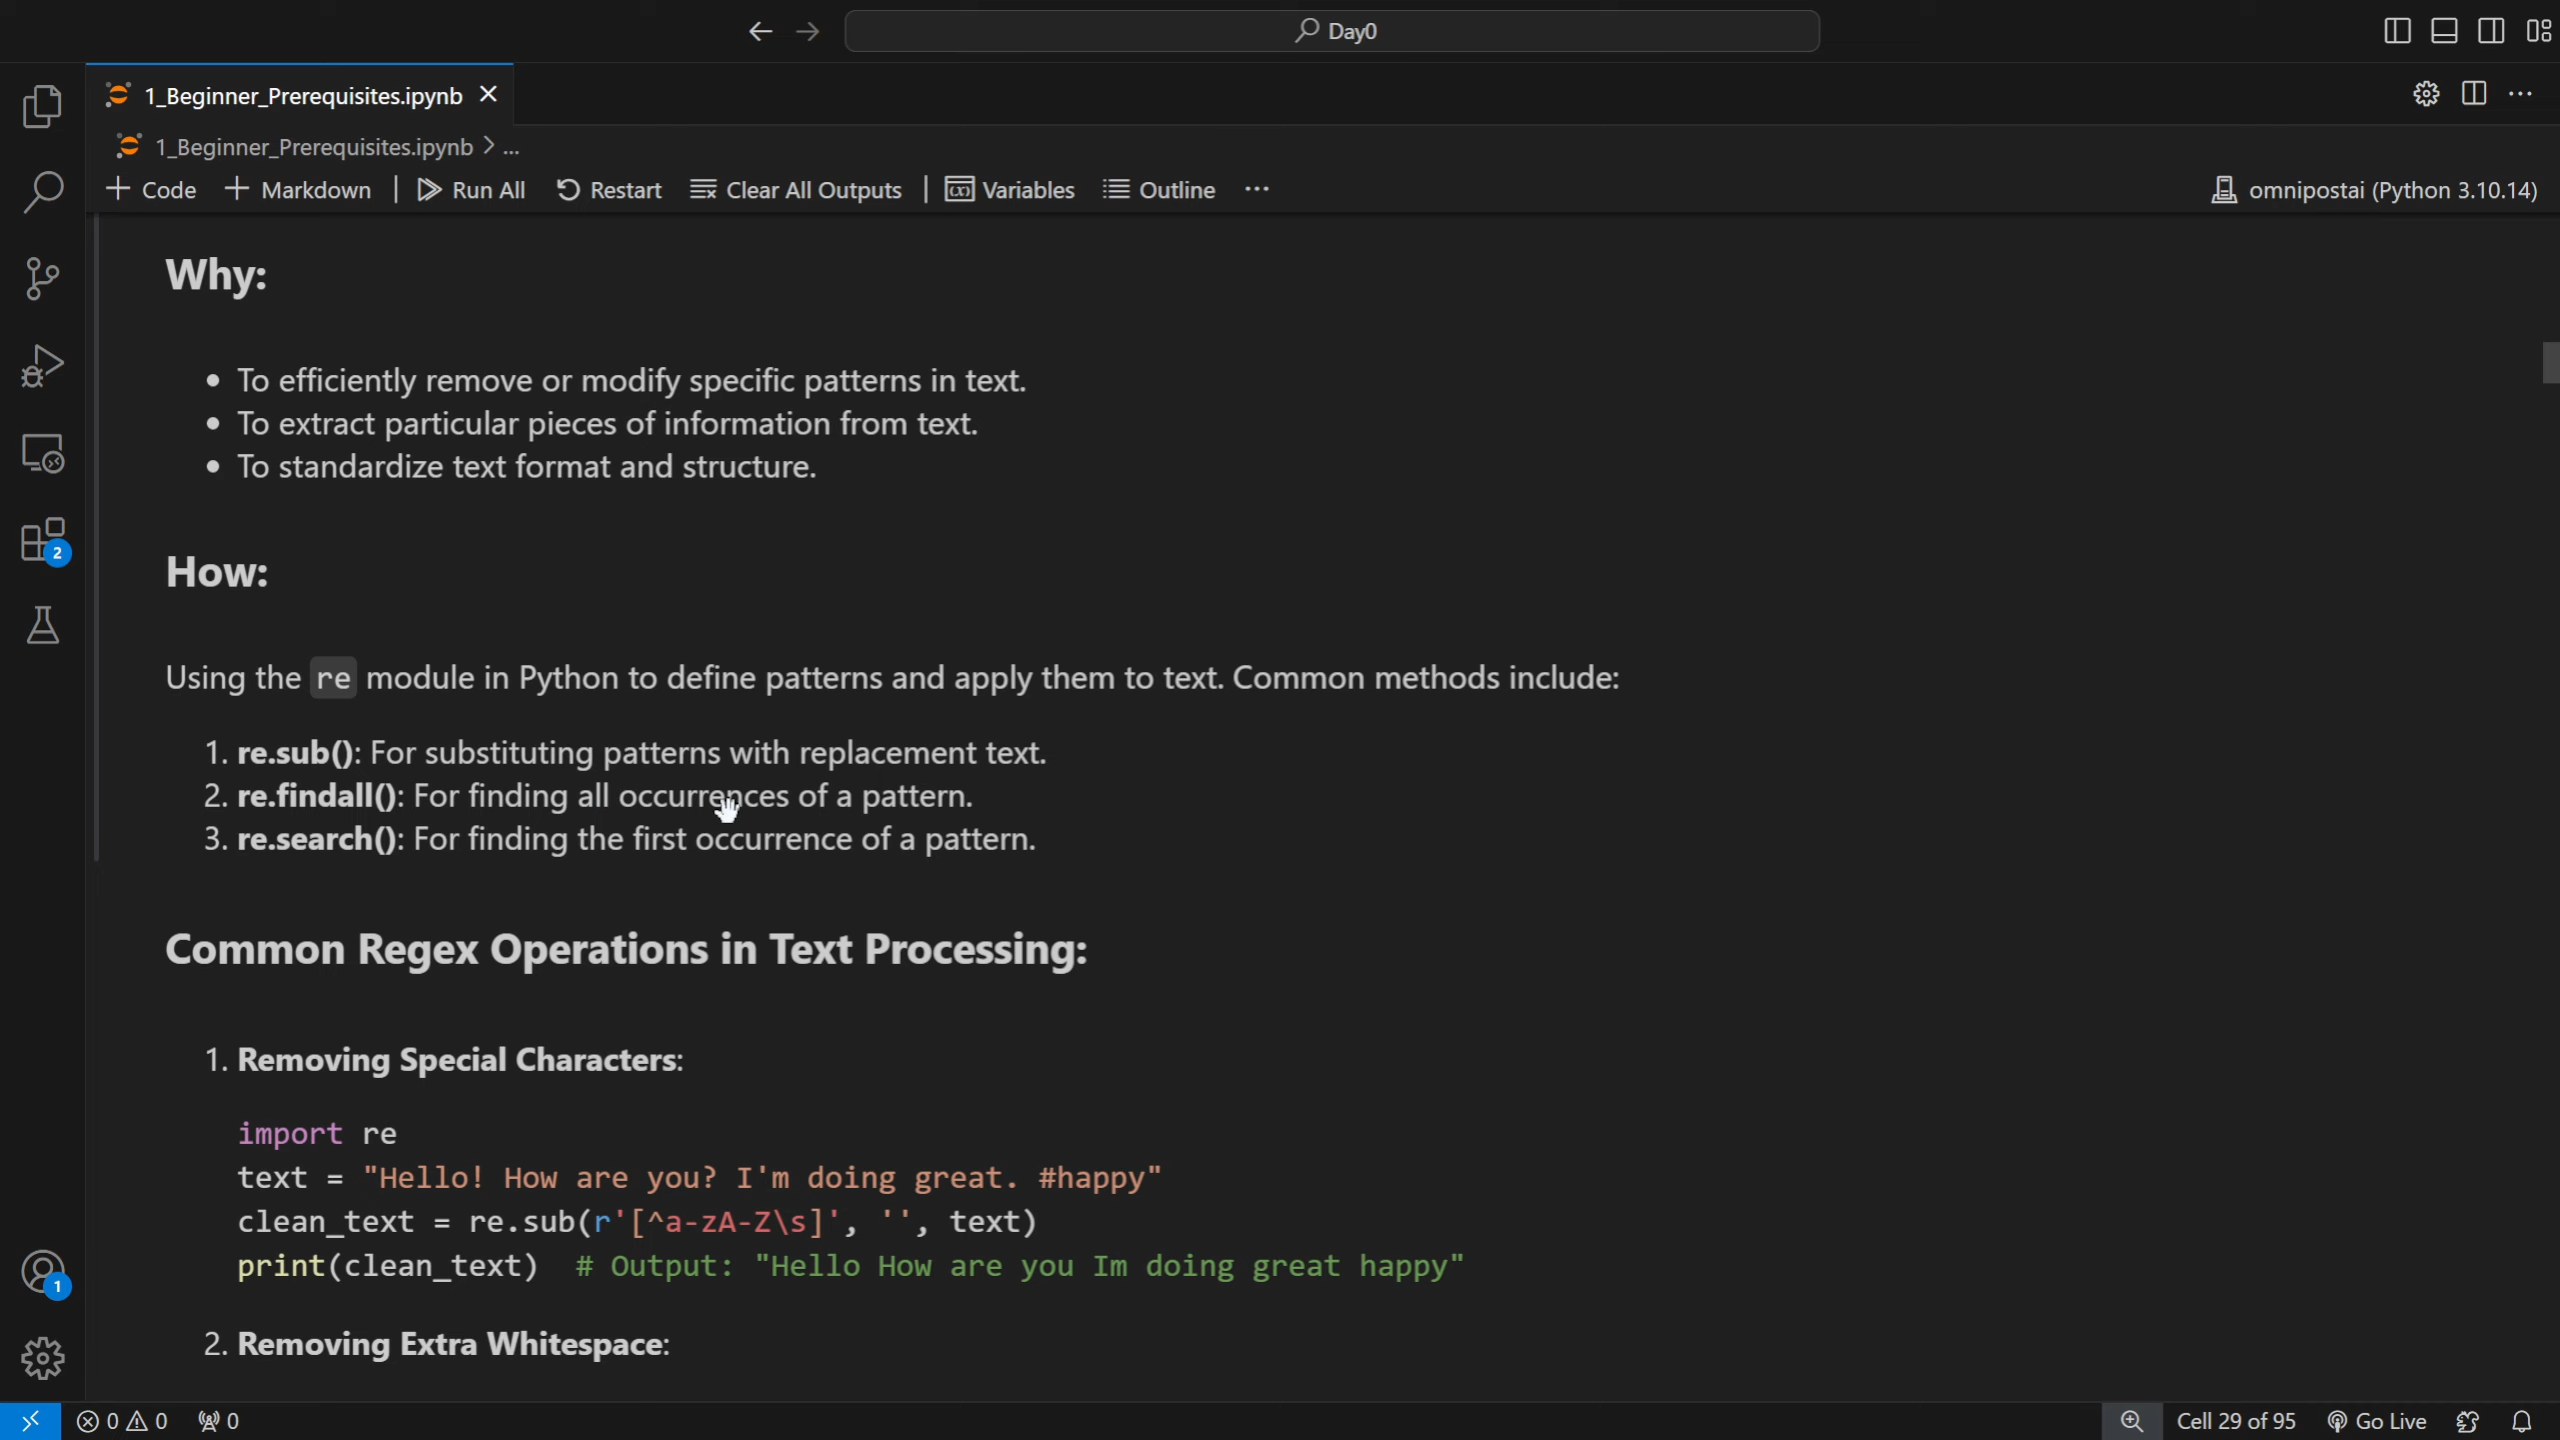 Day0
1_Beginner_Prerequisites.ipynb
1_Beginner_Prerequisites.ipynb > ...
Code Markdown Run All Restart Clear All Outputs Variables Outline ... omnipostai (Python 3.10.14)
Why:
• To efficiently remove or modify specific patterns in text.
• To extract particular pieces of information from text.
• To standardize text format and structure.
2
How:
Using the re module in Python to define patterns and apply them to text. Common methods include:
1. re.sub(): For substituting patterns with replacement text.
2. re.findall(): For finding all occurrences of a pattern.
3. re.search(): For finding the first occurrence of a pattern.
Common Regex Operations in Text Processing:
1. Removing Special Characters:
import re
text = "Hello! How are you? I'm doing great. #happy"
clean_text = re.sub(r'[^a-zA-Z\s]', '', text)
print(clean_text)  # Output: "Hello How are you Im doing great happy"
1
2. Removing Extra Whitespace:
0 0 0 Cell 29 of 95 Go Live